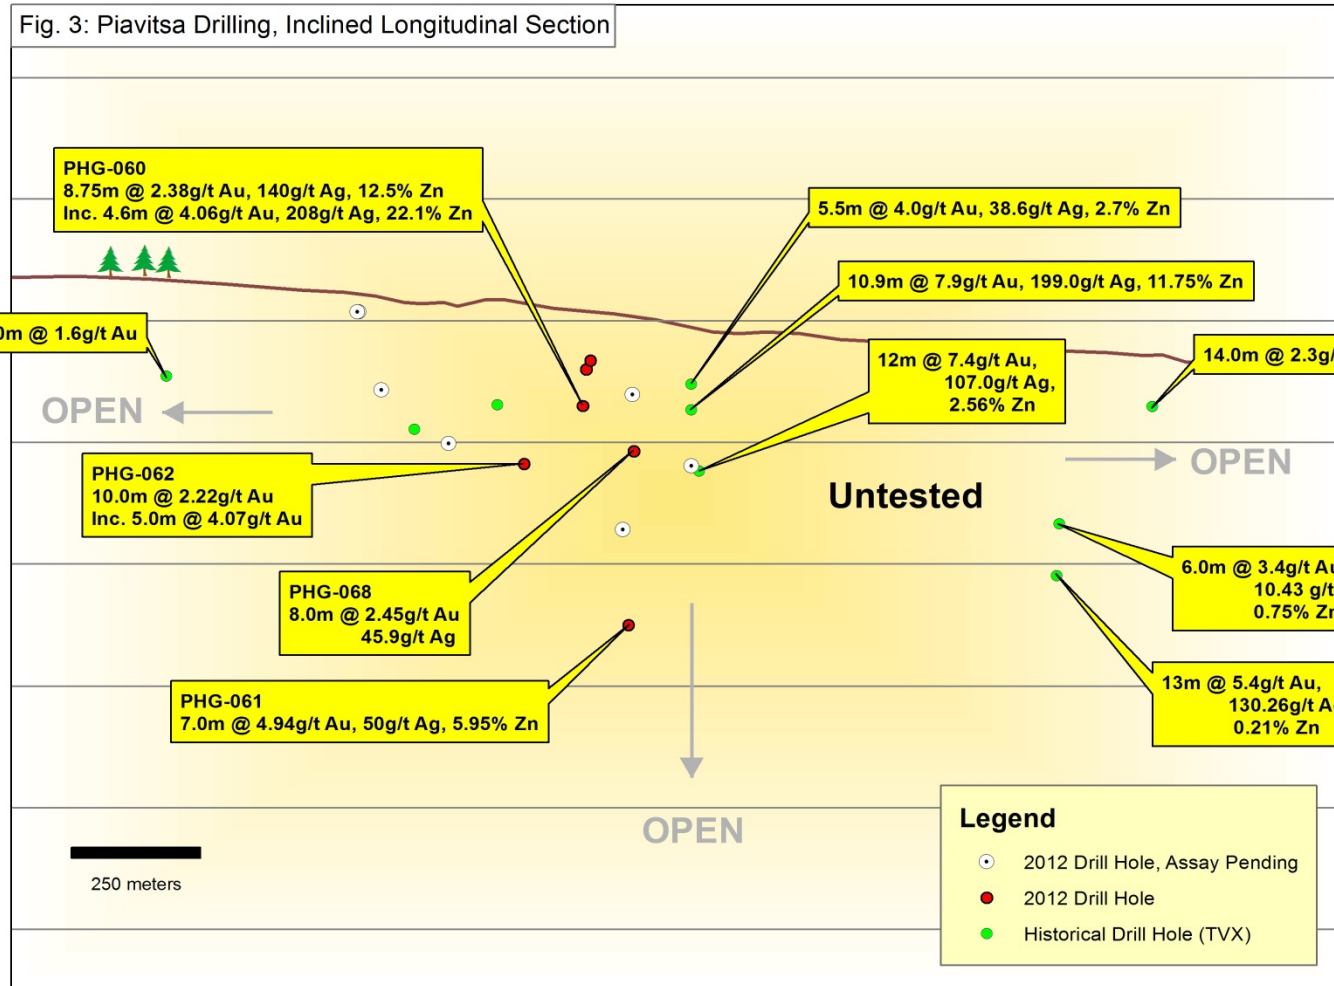 Fig. 3: Piavitsa Drilling, Inclined Longitudinal Section
PHG-060
8.75m @ 2.38g/t Au, 140g/t Ag, 12.5% Zn
Inc. 4.6m @ 4.06g/t Au, 208g/t Ag, 22.1% Zn
5.5m @ 4.0g/t Au, 38.6g/t Ag, 2.7% Zn
10.9m @ 7.9g/t Au, 199.0g/t Ag, 11.75% Zn
@ 1.6g/t Au
12m @ 7.4g/t Au,
107.0g/t Ag,
2.56% Zn
14.0m @ 2.3g/
OPEN
OPEN
PHG-062
10.0m @ 2.22g/t Au
Inc. 5.0m @ 4.07g/t Au
Untested
6.0m @ 3.4g/t Au
10.43 g/t
0.75% Zn
PHG-068
8.0m @ 2.45g/t Au
45.9g/t Ag
13m @ 5.4g/t Au,
130.26g/t Ag
0.21% Zn
PHG-061
7.0m @ 4.94g/t Au, 50g/t Ag, 5.95% Zn
OPEN
250 meters
Legend
2012 Drill Hole, Assay Pending
2012 Drill Hole
Historical Drill Hole (TVX)